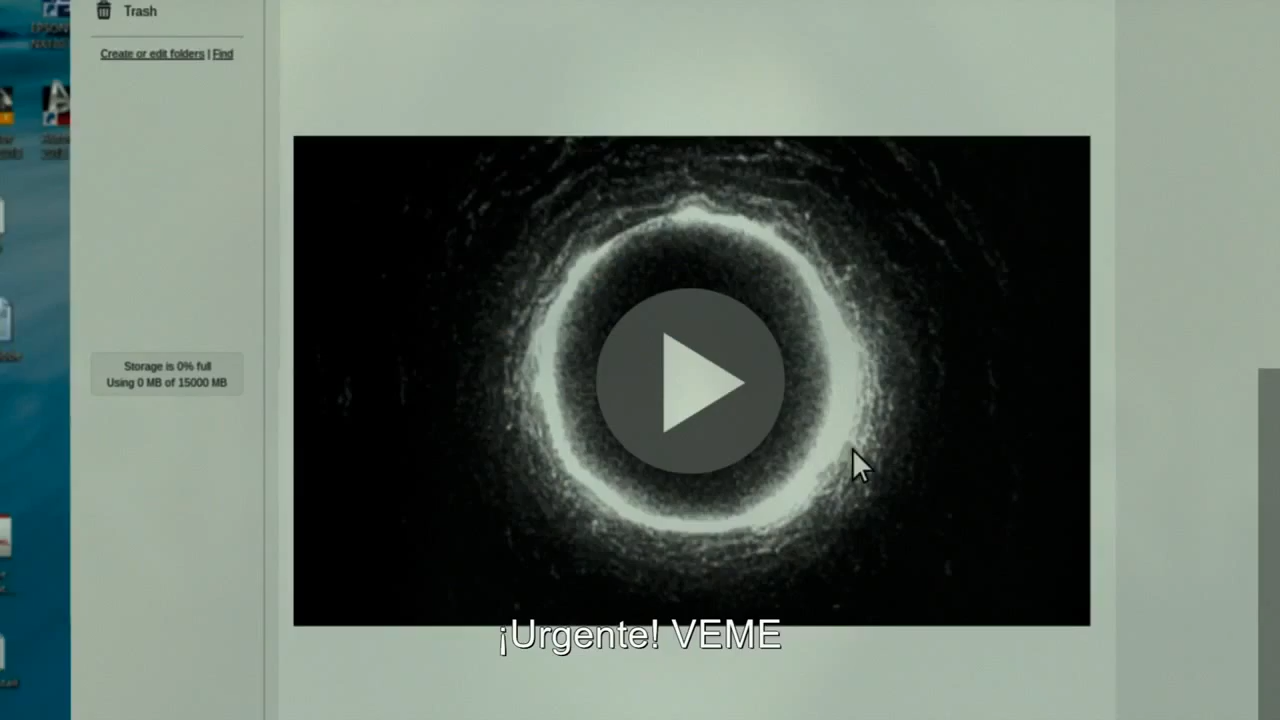 Trash
Create or edit folders | Find
Storage is 0% full
Using 0 MB of 15000 MB
¡Urgente! VEME